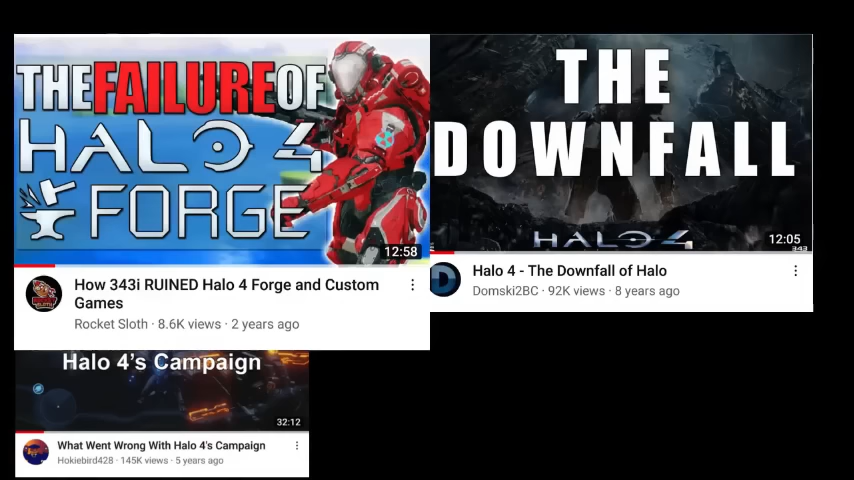 THE FAILURE OF
HALO 4
FORGE
12:58
How 343i RUINED Halo 4 Forge and Custom
Games
Rocket Sloth · 8.6K views · 2 years ago
THE
DOWNFALL
HALO 4
343
12:05
D
Halo 4 - The Downfall of Halo
Domski2BC · 92K views · 8 years ago
Halo 4's Campaign
32:12
What Went Wrong With Halo 4's Campaign
Hokiebird428 · 145K views · 5 years ago